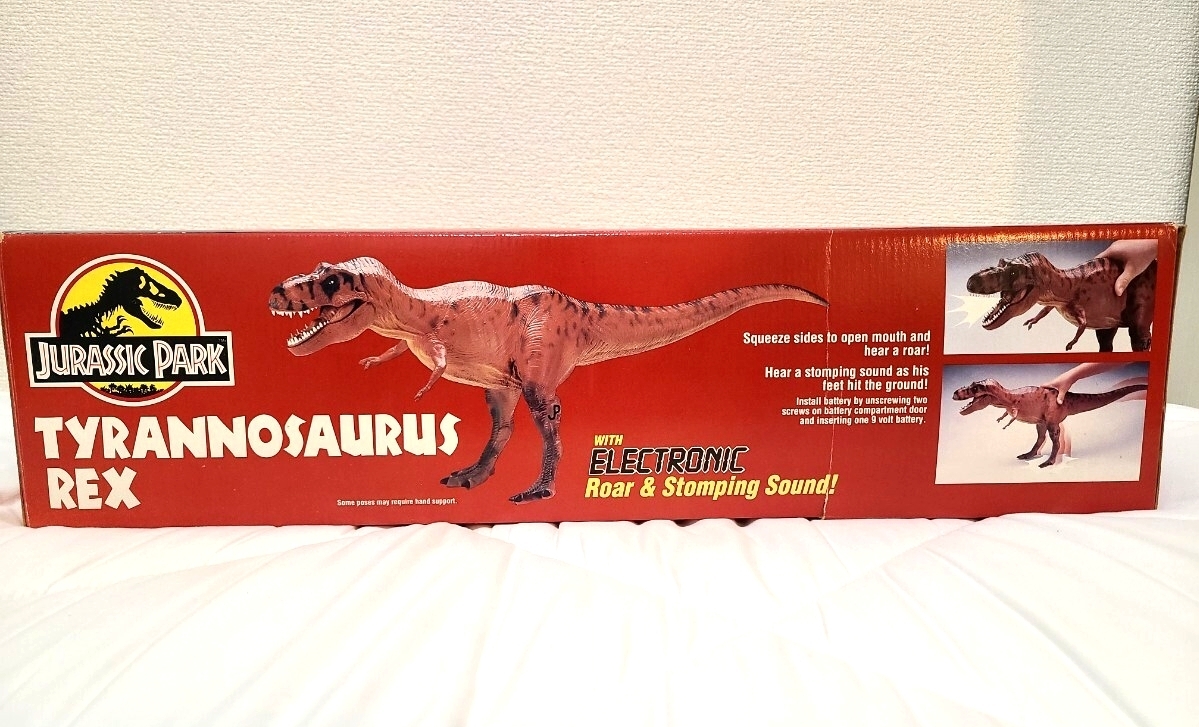 JURASSIC PARK™
TYRANNOSAURUS
REX
Some poses may require hand support.
JP
WITH
ELECTRONIC
Roar & Stomping Sound!
Squeeze sides to open mouth and
hear a roar!
Hear a stomping sound as his
feet hit the ground!
Install battery by unscrewing two
screws on battery compartment door
and inserting one 9 volt battery.